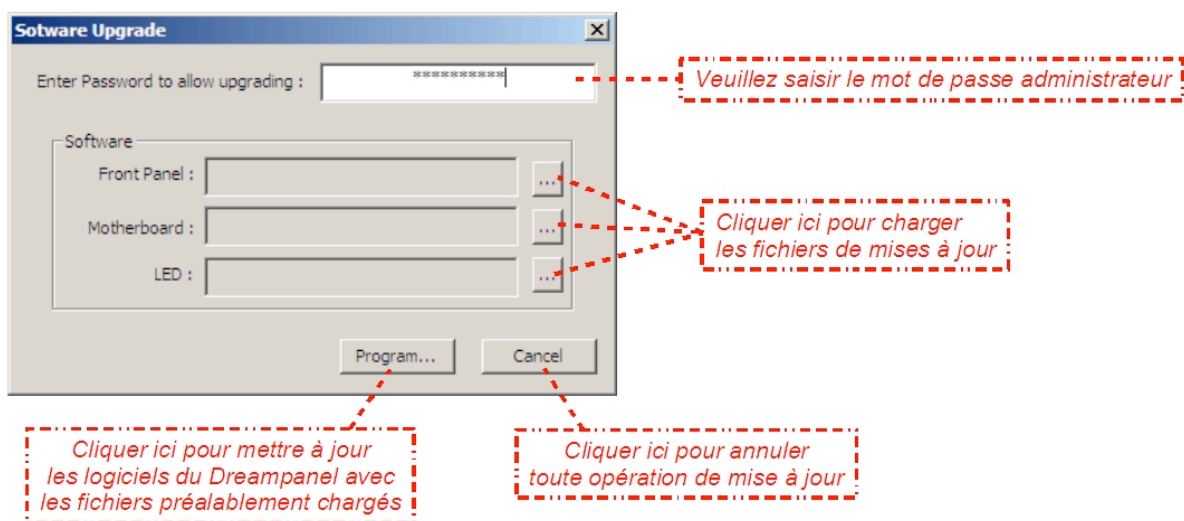 Sotware Upgrade
Enter Password to allow upgrading : **********
Veuillez saisir le mot de passe administrateur
Software
Front Panel : ...
Motherboard : ...
LED : ...
Cliquer ici pour charger
les fichiers de mises à jour
Program... Cancel
Cliquer ici pour mettre à jour
les logiciels du Dreampanel avec
les fichiers préalablement chargés
Cliquer ici pour annuler
toute opération de mise à jour